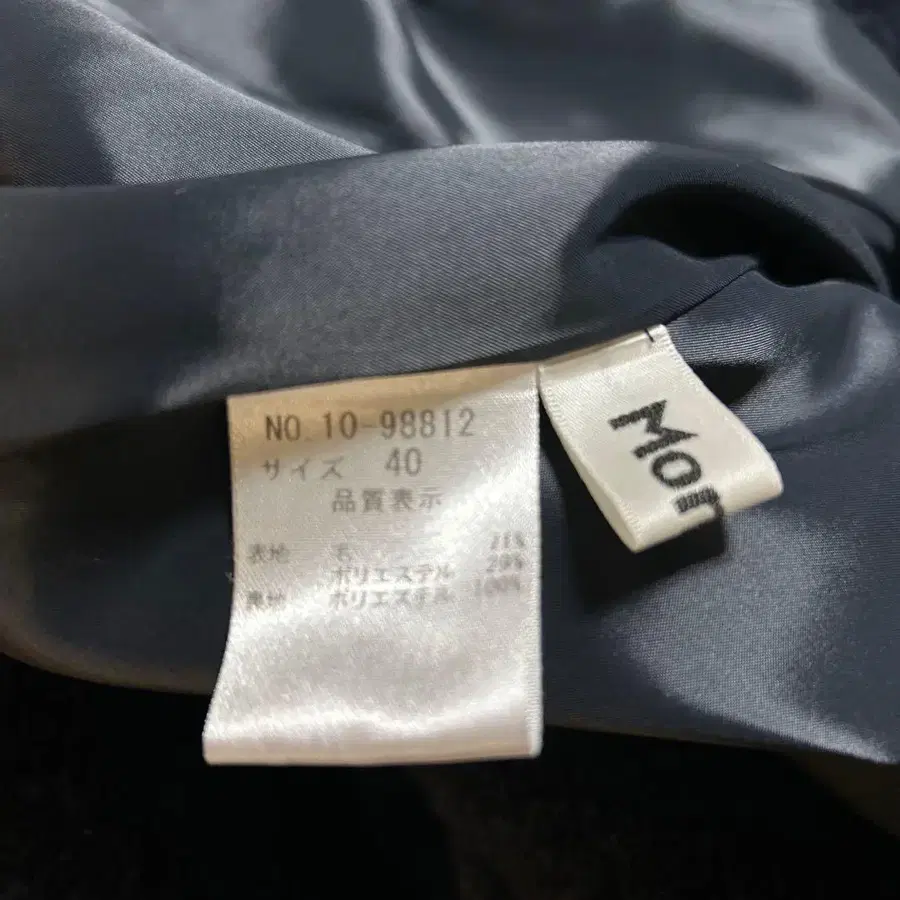 NO. 10-98812
サイズ 40
品質表示
表地 毛
ポリエステル 29%
裏地 ポリエステル 100%
Mon